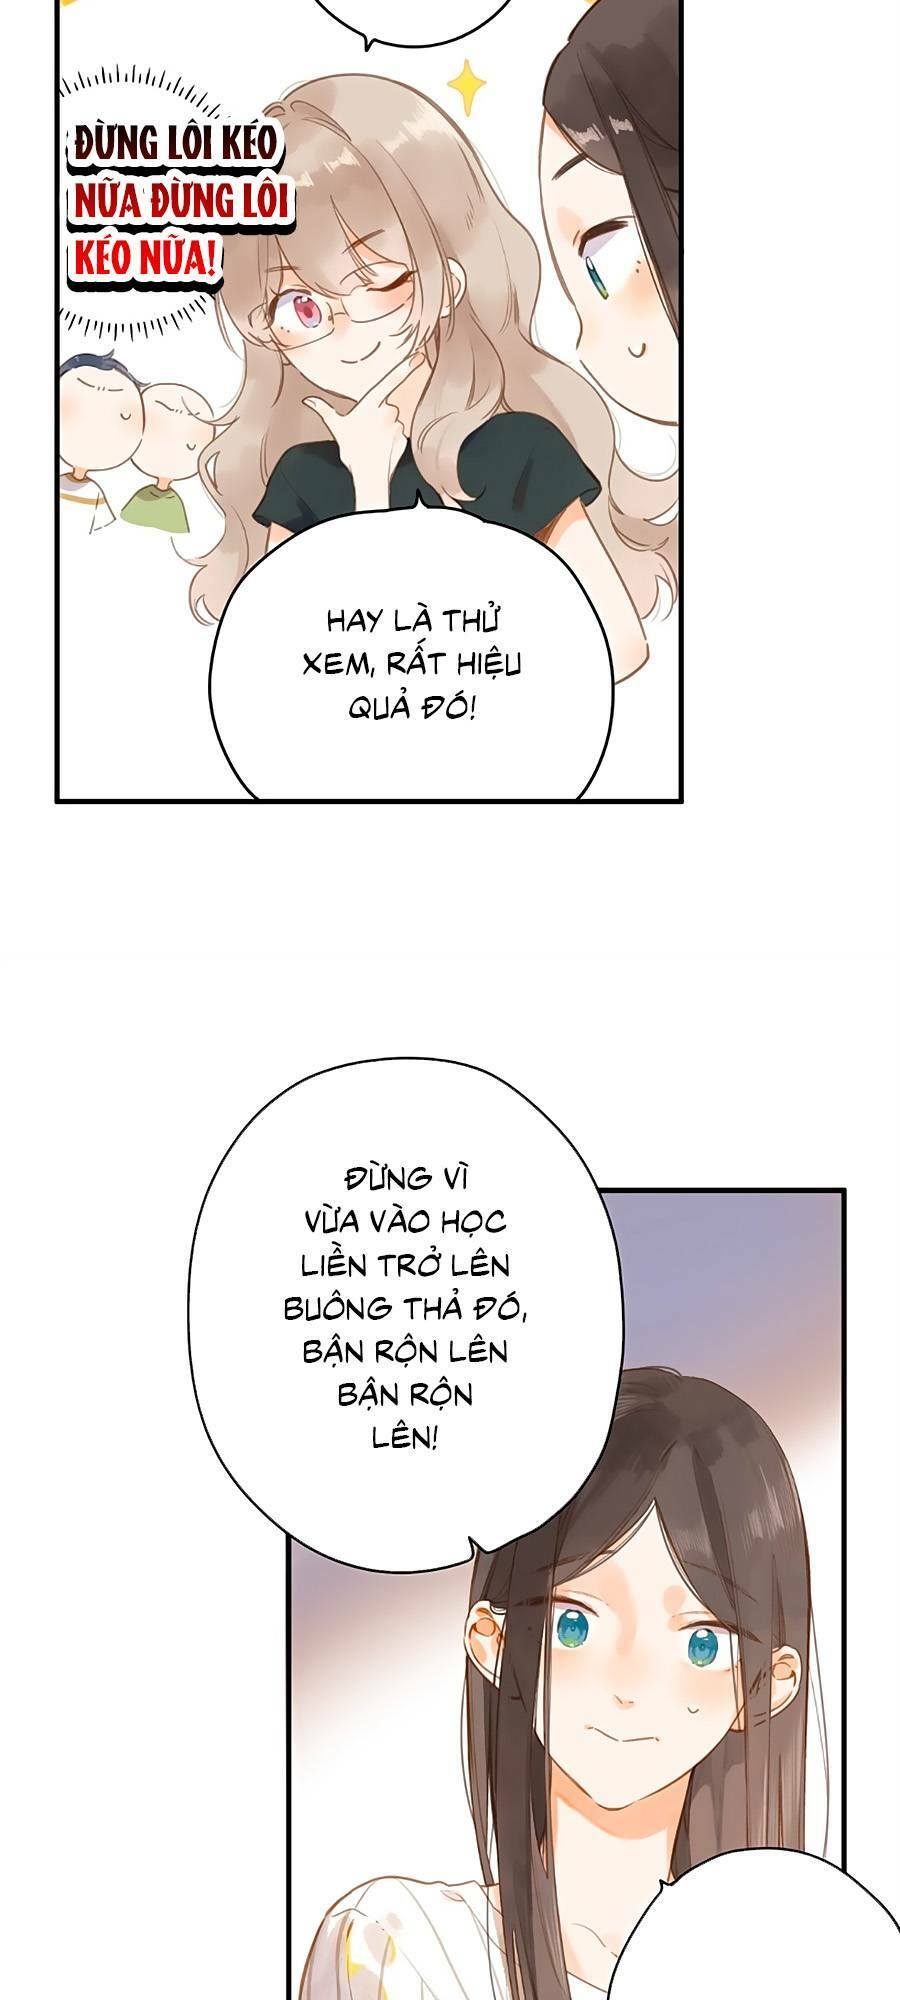 ĐỪNG LÔI KÉO
NỮA ĐỪNG LÔI
KÉO NỮA!
HAY LÀ THỬ
XEM, RẤT HIỆU
QUẢ ĐÓ!
ĐỪNG VÌ
VỪA VÀO HỌC
LIỀN TRỞ LÊN
BUÔNG THẢ ĐÓ,
BẬN RỘN LÊN
BẬN RỘN
LÊN!